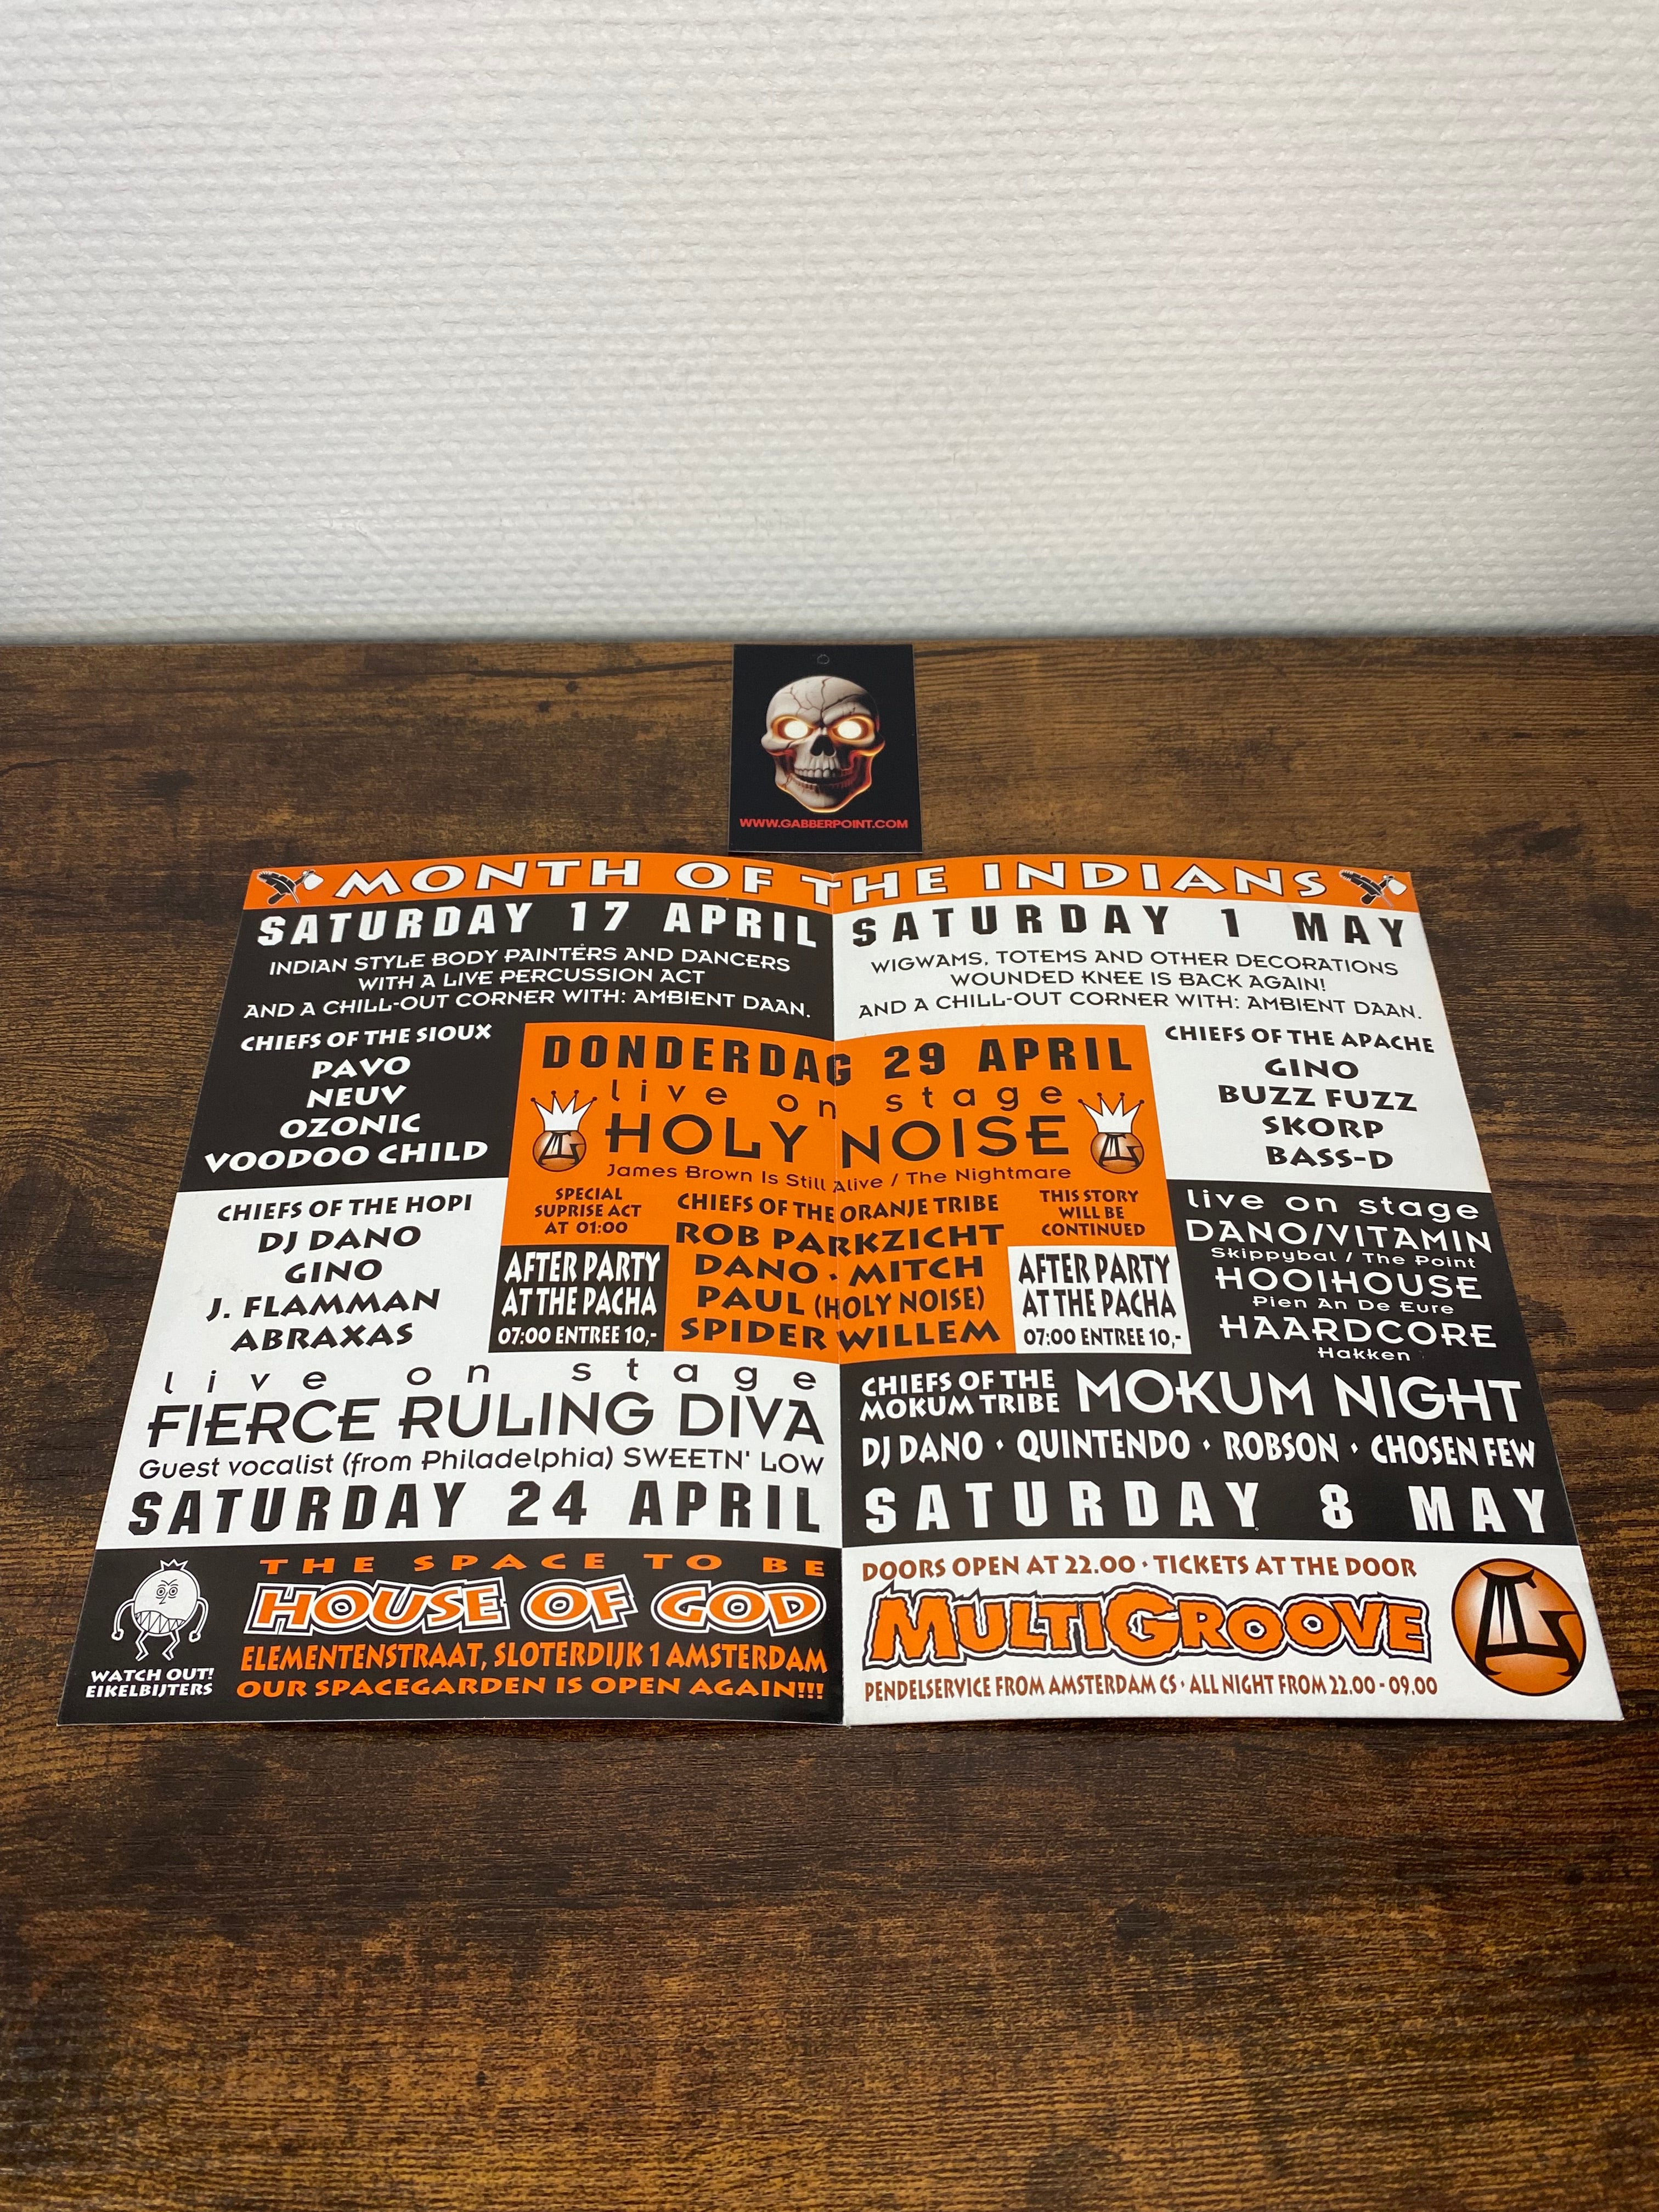 WWW.GABBERPOINT.COM
MONTH OF THE INDIANS
SATURDAY 17 APRIL
INDIAN STYLE BODY PAINTERS AND DANCERS
WITH A LIVE PERCUSSION ACT
AND A CHILL-OUT CORNER WITH: AMBIENT DAAN.
CHIEFS OF THE SIOUX
PAVO
NEUV
OZONIC
VOODOO CHILD
SATURDAY 1 MAY
WIGWAMS, TOTEMS AND OTHER DECORATIONS
WOUNDED KNEE IS BACK AGAIN!
AND A CHILL-OUT CORNER WITH: AMBIENT DAAN.
CHIEFS OF THE APACHE
GINO
BUZZ FUZZ
SKORP
BASS-D
DONDERDAG 29 APRIL
live on stage
HOLY NOISE
James Brown Is Still Alive / The Nightmare
SPECIAL
SUPRISE ACT
AT 01:00
CHIEFS OF THE ORANJE TRIBE
ROB PARKZICHT
DANO · MITCH
PAUL (HOLY NOISE)
SPIDER WILLEM
THIS STORY
WILL BE
CONTINUED
AFTER PARTY
AT THE PACHA
07:00 ENTREE 10,-
AFTER PARTY
AT THE PACHA
07:00 ENTREE 10,-
CHIEFS OF THE HOPI
DJ DANO
GINO
J. FLAMMAN
ABRAXAS
live on stage
FIERCE RULING DIVA
Guest vocalist (from Philadelphia) SWEETN' LOW
SATURDAY 24 APRIL
live on stage
DANO/VITAMIN
Skippybal / The Point
HOOIHOUSE
Pien An De Eure
HAARDCORE
Hakken
CHIEFS OF THE
MOKUM TRIBE
MOKUM NIGHT
DJ DANO · QUINTENDO · ROBSON · CHOSEN FEW
SATURDAY 8 MAY
WATCH OUT!
EIKELBIJTERS
THE SPACE TO BE
HOUSE OF GOD
ELEMENTENSTRAAT, SLOTERDIJK 1 AMSTERDAM
OUR SPACEGARDEN IS OPEN AGAIN!!!
DOORS OPEN AT 22.00 · TICKETS AT THE DOOR
MULTIGROOVE
PENDELSERVICE FROM AMSTERDAM CS · ALL NIGHT FROM 22.00 - 09.00
MG